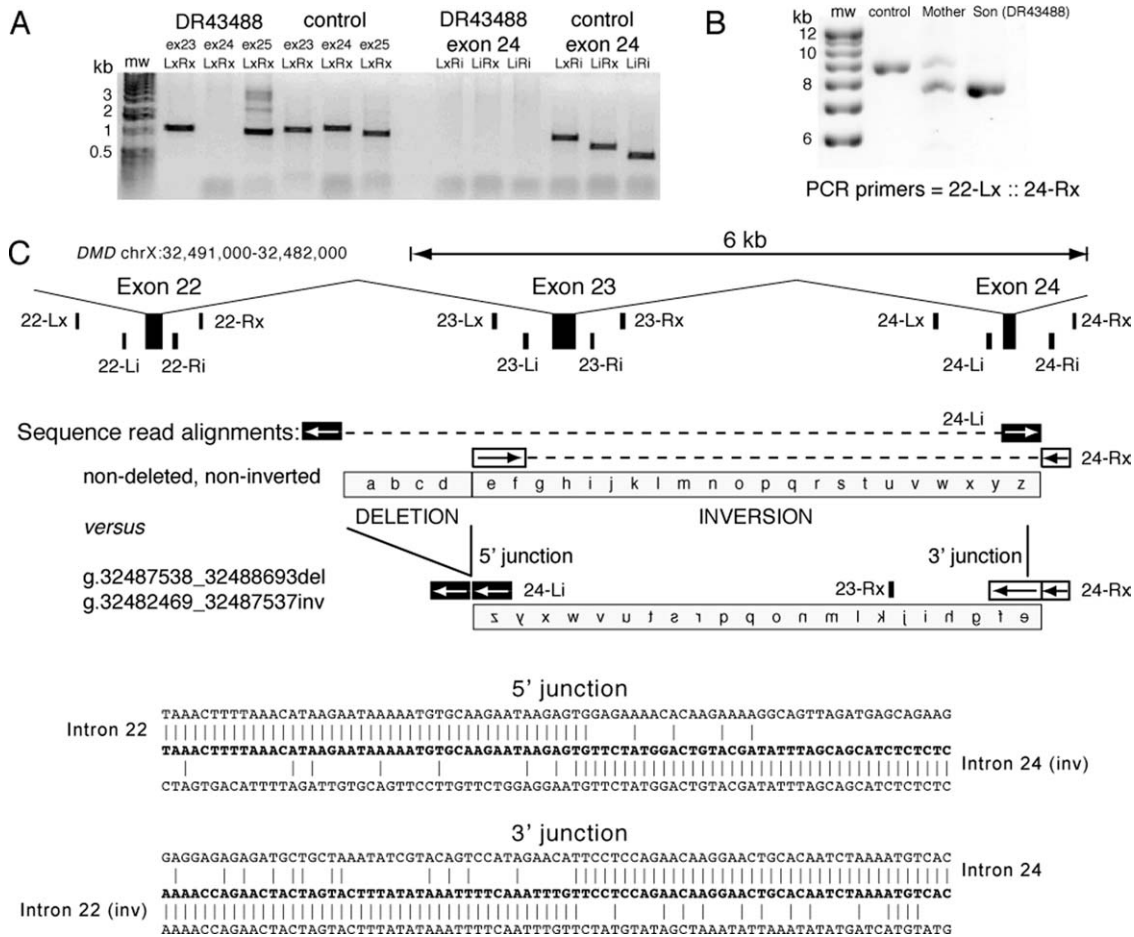 A
DR43488 control DR43488 control
exon 24 exon 24
ex23 ex24 ex25 ex23 ex24 ex25
kb mw LxRx LxRx LxRx LxRx LxRx LxRx LxRi LiRx LiRi LxRi LiRx LiRi
3
2
1
0.5
B
kb mw control Mother Son (DR43488)
12
10
8
6
PCR primers = 22-Lx :: 24-Rx
C
DMD chrX:32,491,000-32,482,000
6 kb
Exon 22 Exon 23 Exon 24
22-Lx 22-Rx 23-Lx 23-Rx 24-Lx 24-Rx
22-Li 22-Ri 23-Li 23-Ri 24-Li 24-Ri
Sequence read alignments: 24-Li
24-Rx
non-deleted, non-inverted a b c d e f g h i j k l m n o p q r s t u v w x y z
versus
DELETION INVERSION
5' junction 3' junction
g.32487538_32488693del
g.32482469_32487537inv
24-Li 23-Rx 24-Rx
z y x w v u t s r q p o n m l k j i h g f e
5' junction
TAAACTTTTAAACATAAGAATAAAAATGTGCAAGAATAAGAGTGGAGAAAACACAAGAAAAGGCAGTTAGATGAGCAGAAG
Intron 22
TAAACTTTTAAACATAAGAATAAAAATGTGCAAGAATAAGAGTGTTCTATGGACTGTACGATATTTAGCAGCATCTCTCTC
Intron 24 (inv)
CTAGTGACATTTTAGATTGTGCAGTTCCTTGTTCTGGAGGAATGTTCTATGGACTGTACGATATTTAGCAGCATCTCTCTC
3' junction
GAGGAGAGAGATGCTGCTAAATATCGTACAGTCCATAGAACATTCCTCCAGAACAAGGAACTGCACAATCTAAAATGTCAC
Intron 24
AAAACCAGAACTACTAGTACTTTATATAAATTTTCAAATTTGTTCCTCCAGAACAAGGAACTGCACAATCTAAAATGTCAC
Intron 22 (inv)
AAAACCAGAACTACTAGTACTTTATATAAATTTTCAATTTGTTCTATGTATAGCTAAATATTAAATATATGATCATGTATG